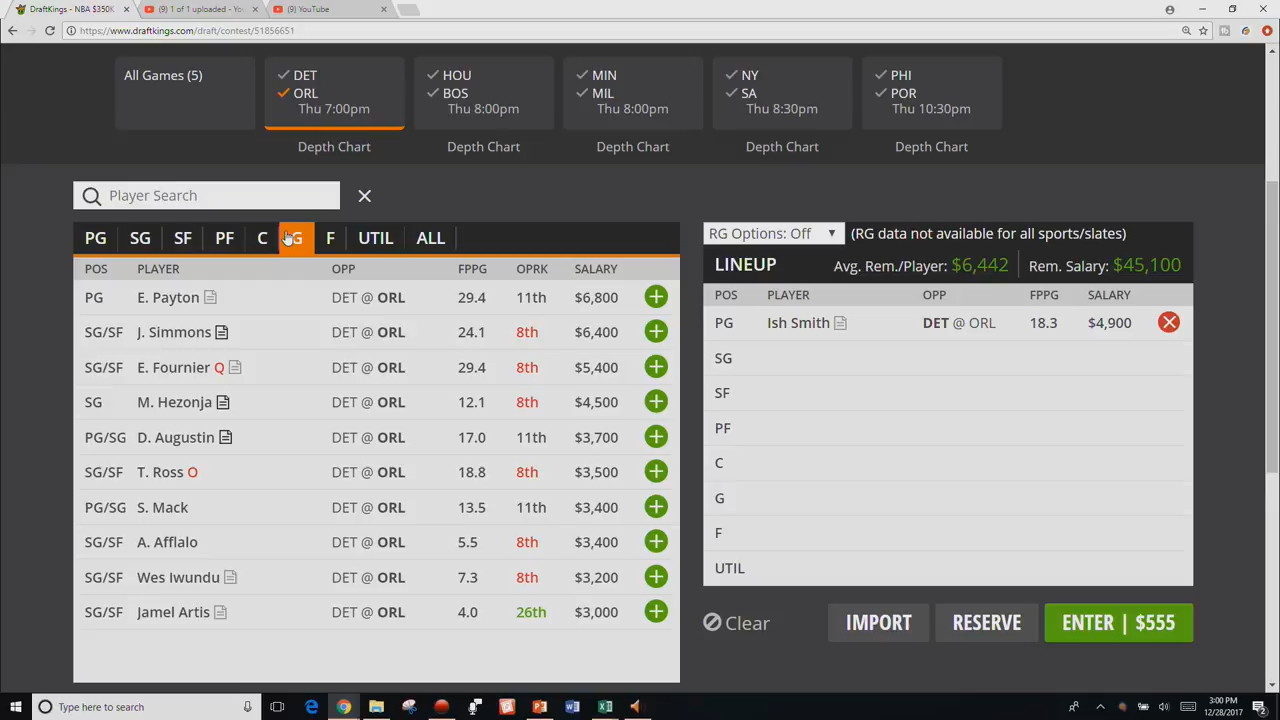 DraftKings - NBA $350K
(9) 1 of 1 uploaded - You
(9) YouTube
https://www.draftkings.com/draft/contest/51856651
All Games (5)
DET
ORL
Thu 7:00pm
HOU
BOS
Thu 8:00pm
MIN
MIL
Thu 8:00pm
NY
SA
Thu 8:30pm
PHI
POR
Thu 10:30pm
Depth Chart
Depth Chart
Depth Chart
Depth Chart
Depth Chart
Player Search
PG SG SF PF C G F UTIL ALL
POS PLAYER OPP FPPG OPRK SALARY
PG E. Payton DET @ ORL 29.4 11th $6,800
SG/SF J. Simmons DET @ ORL 24.1 8th $6,400
SG/SF E. Fournier Q DET @ ORL 29.4 8th $5,400
SG M. Hezonja DET @ ORL 12.1 8th $4,500
PG/SG D. Augustin DET @ ORL 17.0 11th $3,700
SG/SF T. Ross O DET @ ORL 18.8 8th $3,500
PG/SG S. Mack DET @ ORL 13.5 11th $3,400
SG/SF A. Afflalo DET @ ORL 5.5 8th $3,400
SG/SF Wes Iwundu DET @ ORL 7.3 8th $3,200
SG/SF Jamel Artis DET @ ORL 4.0 26th $3,000
RG Options: Off (RG data not available for all sports/slates)
LINEUP Avg. Rem./Player: $6,442 Rem. Salary: $45,100
POS PLAYER OPP FPPG SALARY
PG Ish Smith DET @ ORL 18.3 $4,900
SG
SF
PF
C
G
F
UTIL
Clear IMPORT RESERVE ENTER | $555
Type here to search
3:00 PM
12/28/2017